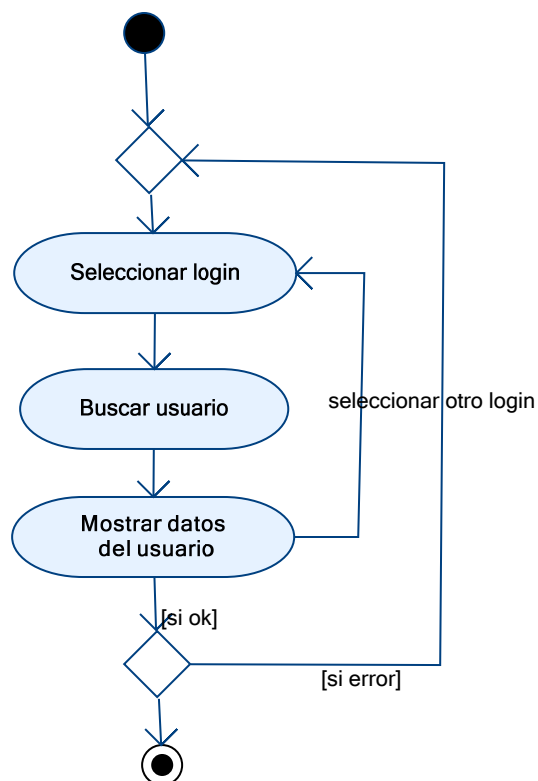 Seleccionar login
seleccionar otro login
Buscar usuario
Mostrar datos
del usuario
[si ok]
[si error]